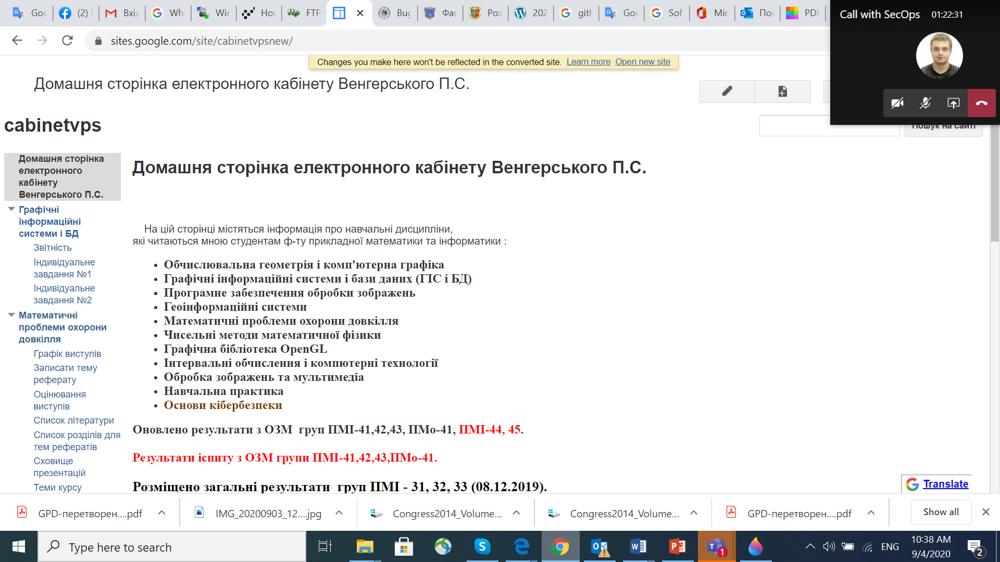 Goc
(2) F
Вхід
Wh
Wir
Hov
FTP
Bug
Фак
Роз
202
gith
Goc
Sof
Mic
По
PDF
Call with SecOps 01:22:31
sites.google.com/site/cabinetvpsnew/
Changes you make here won't be reflected in the converted site. Learn more Open new site
Домашня сторінка електронного кабінету Венгерського П.С.
cabinetvps
Пошук на сайті
Домашня сторінка
електронного
кабінету
Венгерського П.С.
Графічні
інформаційні
системи і БД
Звітність
Індивідуальне
завдання №1
Індивідуальне
завдання №2
Математичні
проблеми охорони
довкілля
Графік виступів
Записати тему
реферату
Оцінювання
виступів
Список літератури
Список розділів для
тем рефератів
Сховище
презентацій
Теми курсу
Домашня сторінка електронного кабінету Венгерського П.С.
На цій сторінці містяться інформація про навчальні дисципліни,
які читаються мною студентам ф-ту прикладної математики та інформатики :
Обчислювальна геометрія і комп'ютерна графіка
Графічні інформаційні системи і бази даних (ГІС і БД)
Програмне забезпечення обробки зображень
Геоінформаційні системи
Математичні проблеми охорони довкілля
Чисельні методи математичної фізики
Графічна бібліотека OpenGL
Інтервальні обчислення і компютерні технології
Обробка зображень та мультимедіа
Навчальна практика
Основи кібербезпеки
Оновлено результати з ОЗМ груп ПМІ-41,42,43, ПМо-41, ПМІ-44, 45.
Результати іспиту з ОЗМ групи ПМІ-41,42,43,ПМо-41.
Розміщено загальні результати груп ПМІ - 31, 32, 33 (08.12.2019).
Translate
GPD-перетворен....pdf
IMG_20200903_12....jpg
Congress2014_Volume...
Congress2014_Volume...
GPD-перетворен....pdf
Show all
Type here to search
1
ENG
10:38 AM
9/4/2020
2